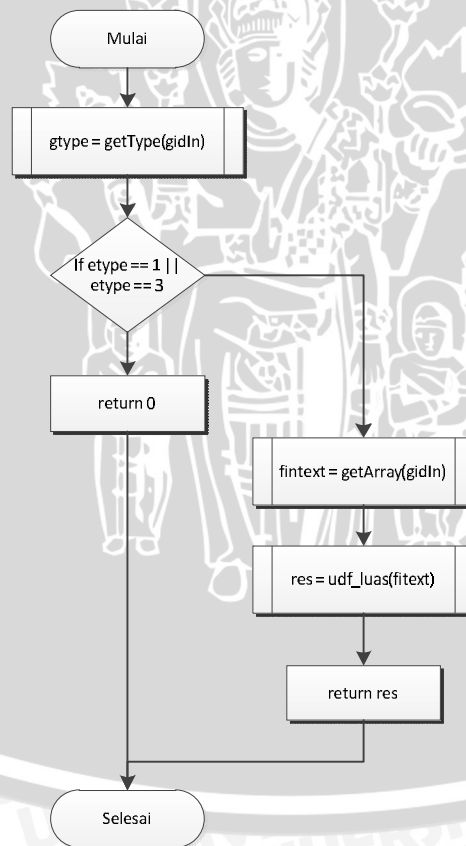 Mulai
gtype = getType(gidIn)
If etype == 1 ||
etype == 3
return 0
fintext = getArray(gidIn)
res = udf_luas(fitext)
return res
Selesai